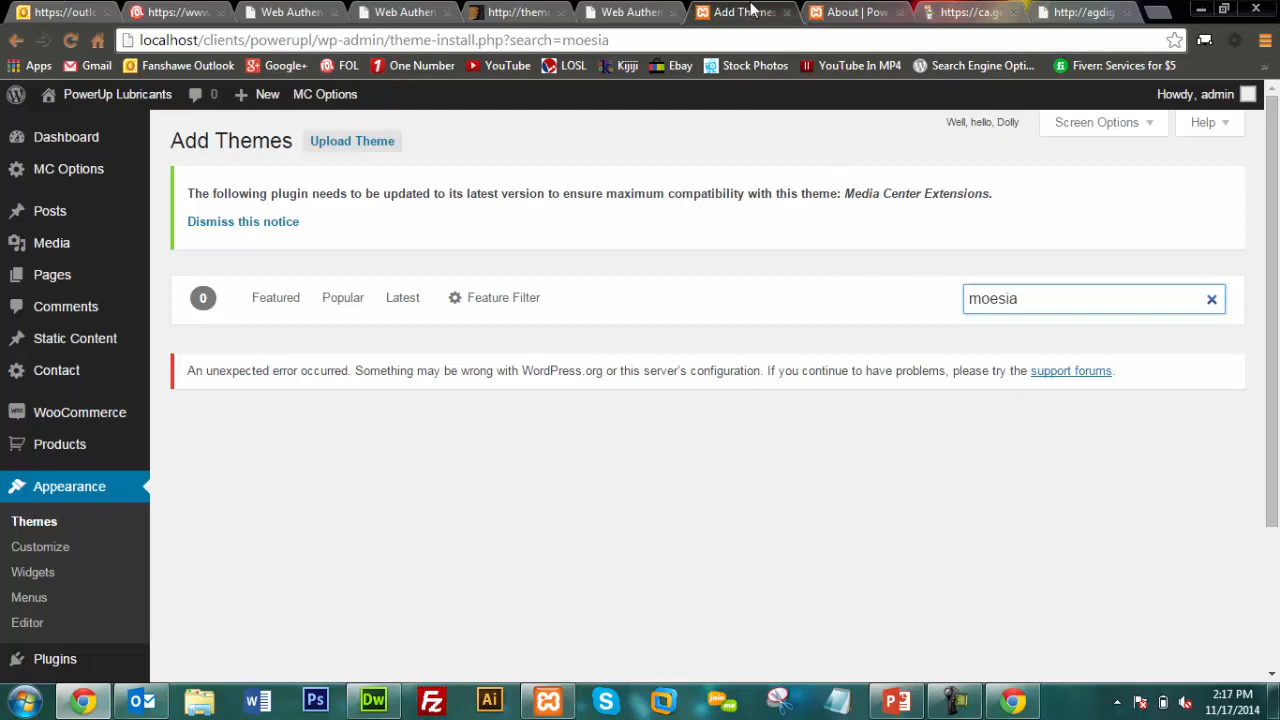 https://outlo
https://www
Web Authen
Web Authen
http://theme
Web Authen
Add Themes
About | Pow
https://ca.go
http://agdig
localhost/clients/powerupl/wp-admin/theme-install.php?search=moesia
Apps Gmail Fanshawe Outlook Google+ FOL One Number YouTube LOSL Kijiji Ebay Stock Photos YouTube In MP4 Search Engine Opti... Fiverr: Services for $5 »
PowerUp Lubricants 0 New MC Options Howdy, admin
Well, hello, Dolly Screen Options Help
Add Themes Upload Theme
The following plugin needs to be updated to its latest version to ensure maximum compatibility with this theme: Media Center Extensions.
Dismiss this notice
0 Featured Popular Latest Feature Filter moesia
An unexpected error occurred. Something may be wrong with WordPress.org or this server's configuration. If you continue to have problems, please try the support forums.
Dashboard
MC Options
Posts
Media
Pages
Comments
Static Content
Contact
WooCommerce
Products
Appearance
Themes
Customize
Widgets
Menus
Editor
Plugins
2:17 PM
11/17/2014